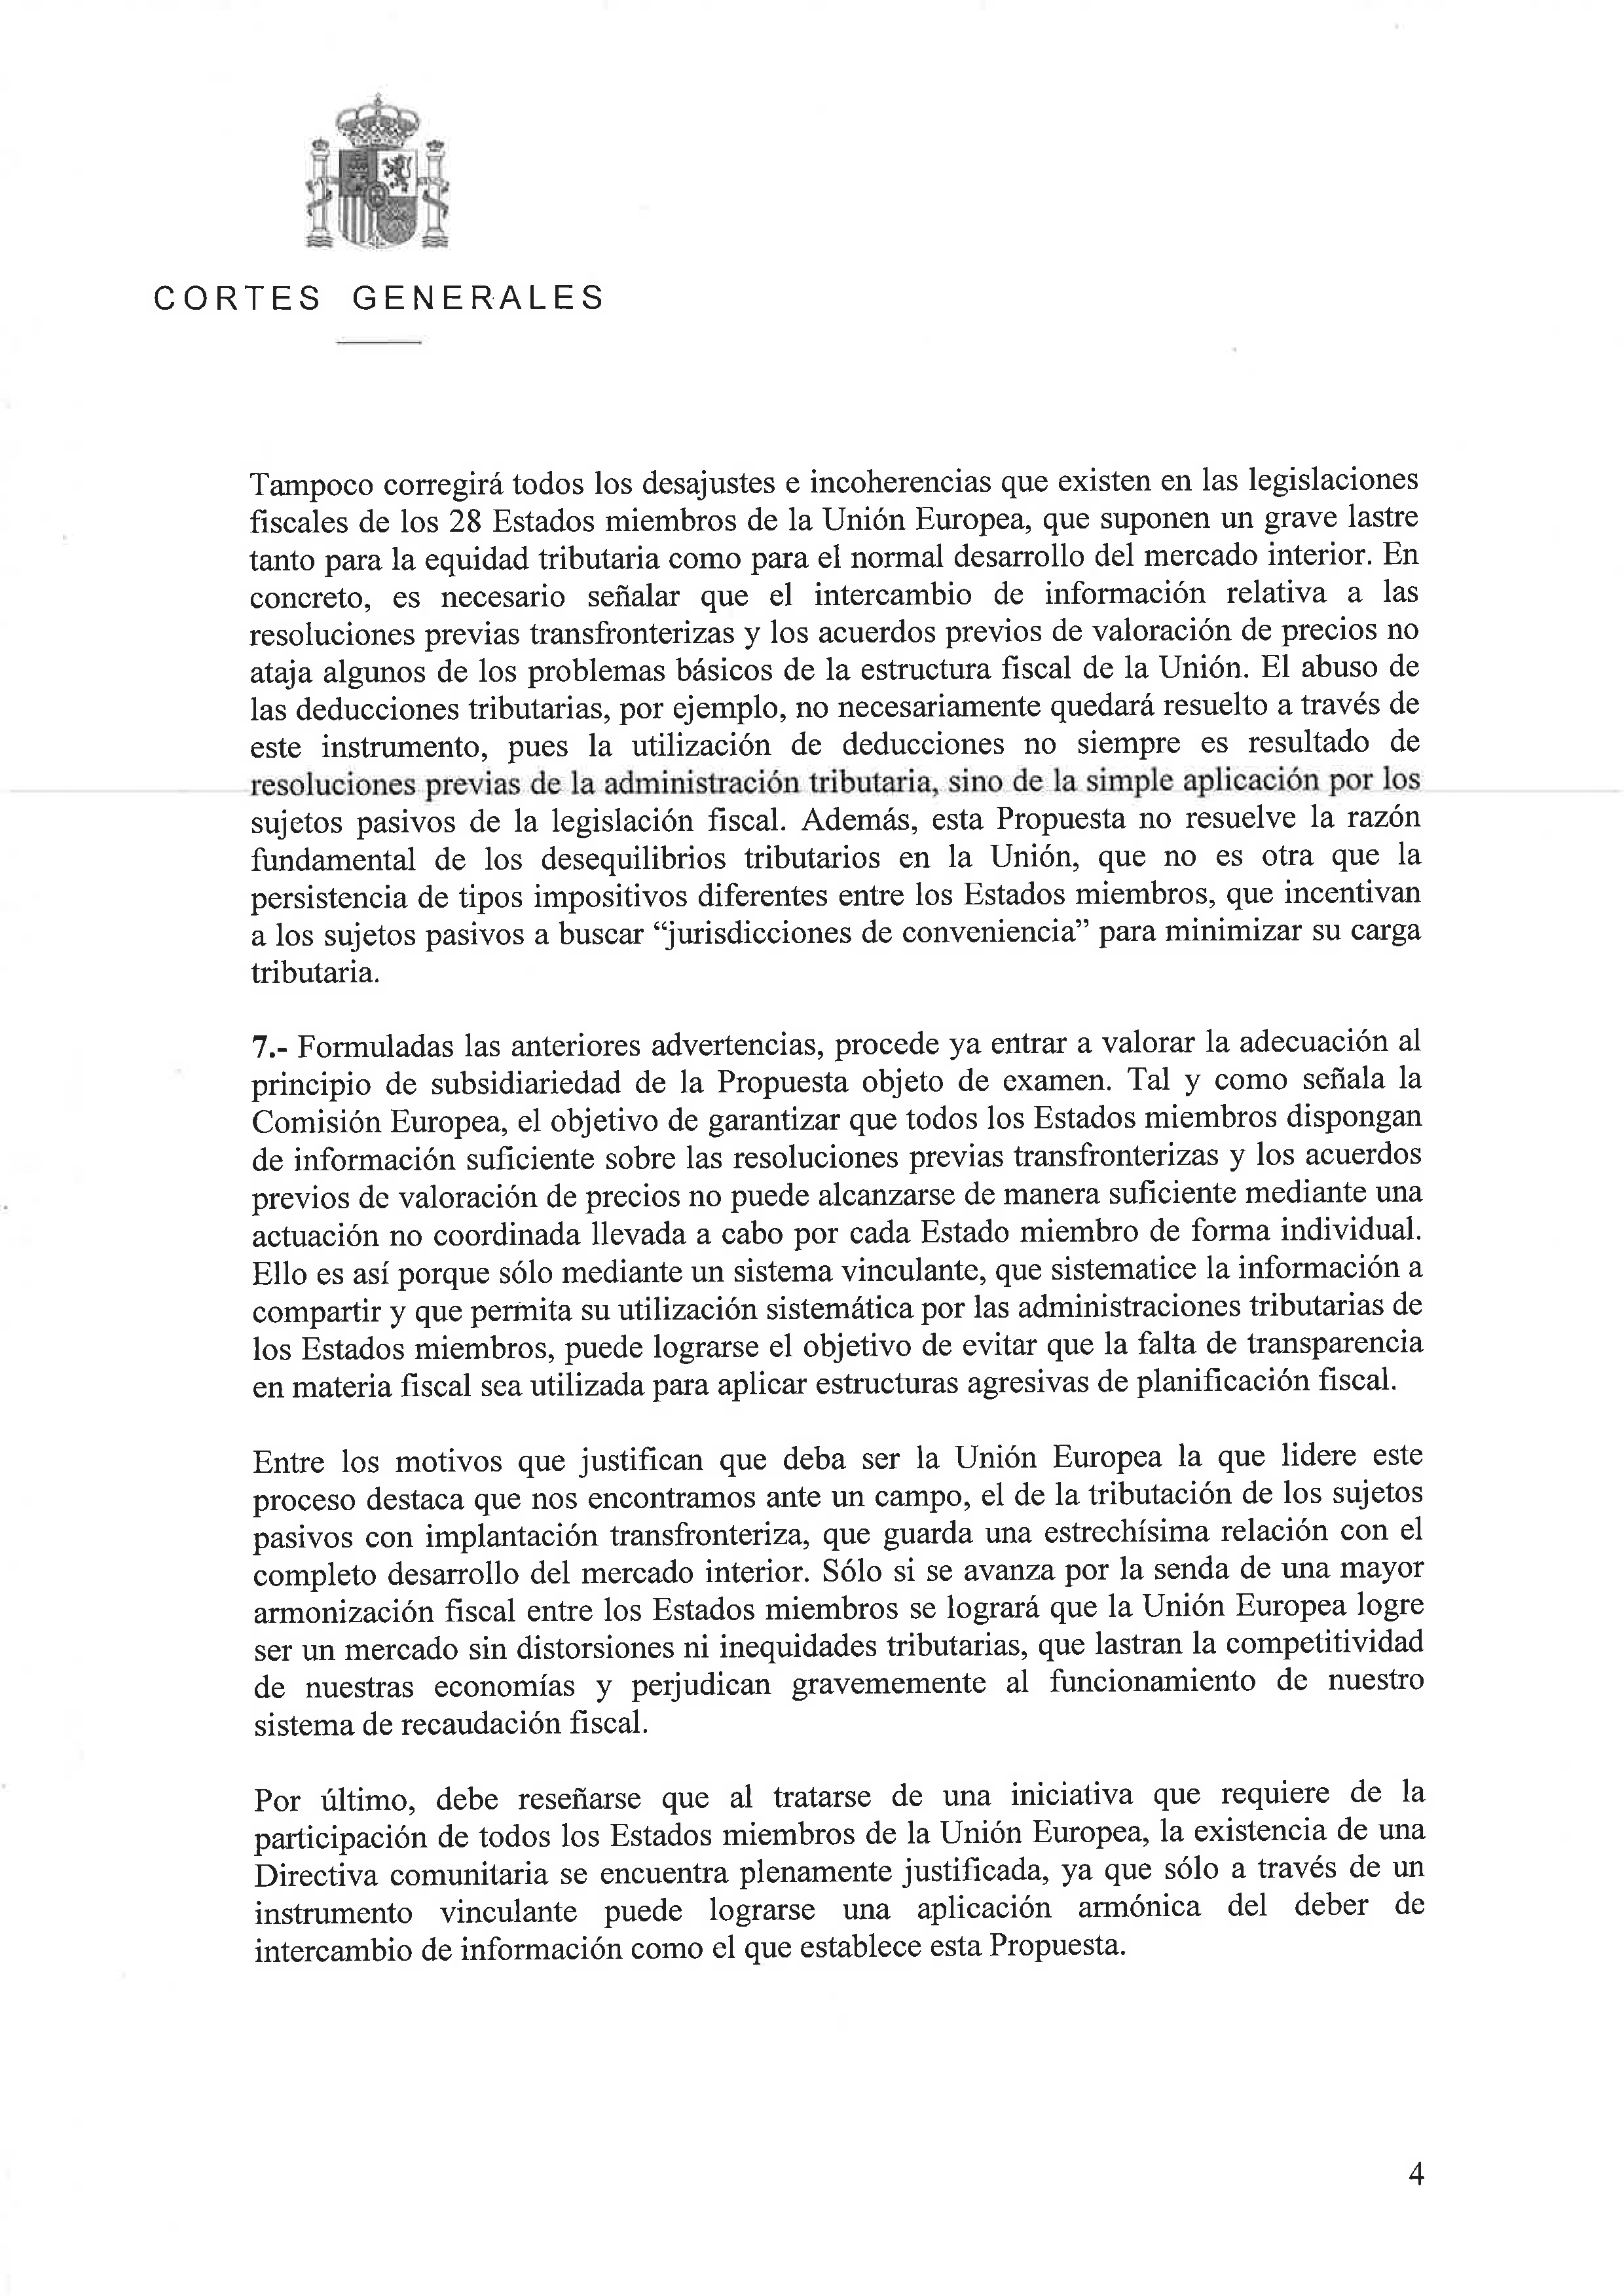 CORTES GENERALES
Tampoco corregirá todos los desajustes e incoherencias que existen en las legislaciones
fiscales de los 28 Estados miembros de la Unión Europea, que suponen un grave lastre
tanto para la equidad tributaria como para el normal desarrollo del mercado interior. En
concreto, es necesario señalar que el intercambio de información relativa a las
resoluciones previas transfronterizas y los acuerdos previos de valoración de precios no
ataja algunos de los problemas básicos de la estructura fiscal de la Unión. El abuso de
las deducciones tributarias, por ejemplo, no necesariamente quedará resuelto a través de
este instrumento, pues la utilización de deducciones no siempre es resultado de
resoluciones previas de la administración tributaria, sino de la simple aplicación por los
sujetos pasivos de la legislación fiscal. Además, esta Propuesta no resuelve la razón
fundamental de los desequilibrios tributarios en la Unión, que no es otra que la
persistencia de tipos impositivos diferentes entre los Estados miembros, que incentivan
a los sujetos pasivos a buscar “jurisdicciones de conveniencia” para minimizar su carga
tributaria.
7.- Formuladas las anteriores advertencias, procede ya entrar a valorar la adecuación al
principio de subsidiariedad de la Propuesta objeto de examen. Tal y como señala la
Comisión Europea, el objetivo de garantizar que todos los Estados miembros dispongan
de información suficiente sobre las resoluciones previas transfronterizas y los acuerdos
previos de valoración de precios no puede alcanzarse de manera suficiente mediante una
actuación no coordinada llevada a cabo por cada Estado miembro de forma individual.
Ello es así porque sólo mediante un sistema vinculante, que sistematice la información a
compartir y que permita su utilización sistemática por las administraciones tributarias de
los Estados miembros, puede lograrse el objetivo de evitar que la falta de transparencia
en materia fiscal sea utilizada para aplicar estructuras agresivas de planificación fiscal.
Entre los motivos que justifican que deba ser la Unión Europea la que lidere este
proceso destaca que nos encontramos ante un campo, el de la tributación de los sujetos
pasivos con implantación transfronteriza, que guarda una estrechísima relación con el
completo desarrollo del mercado interior. Sólo si se avanza por la senda de una mayor
armonización fiscal entre los Estados miembros se logrará que la Unión Europea logre
ser un mercado sin distorsiones ni inequidades tributarias, que lastran la competitividad
de nuestras economías y perjudican gravememente al funcionamiento de nuestro
sistema de recaudación fiscal.
Por último, debe reseñarse que al tratarse de una iniciativa que requiere de la
participación de todos los Estados miembros de la Unión Europea, la existencia de una
Directiva comunitaria se encuentra plenamente justificada, ya que sólo a través de un
instrumento vinculante puede lograrse una aplicación armónica del deber de
intercambio de información como el que establece esta Propuesta.
4